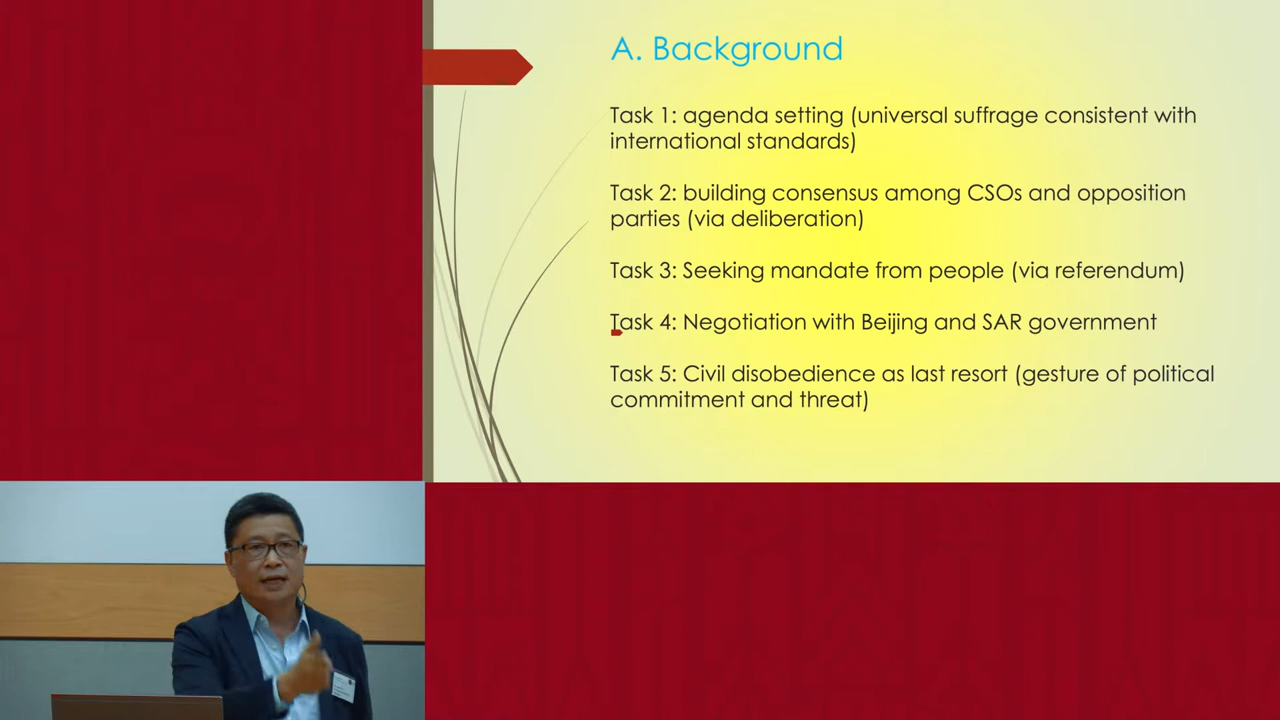 A. Background
Task 1: agenda setting (universal suffrage consistent with
international standards)
Task 2: building consensus among CSOs and opposition
parties (via deliberation)
Task 3: Seeking mandate from people (via referendum)
Task 4: Negotiation with Beijing and SAR government
Task 5: Civil disobedience as last resort (gesture of political
commitment and threat)